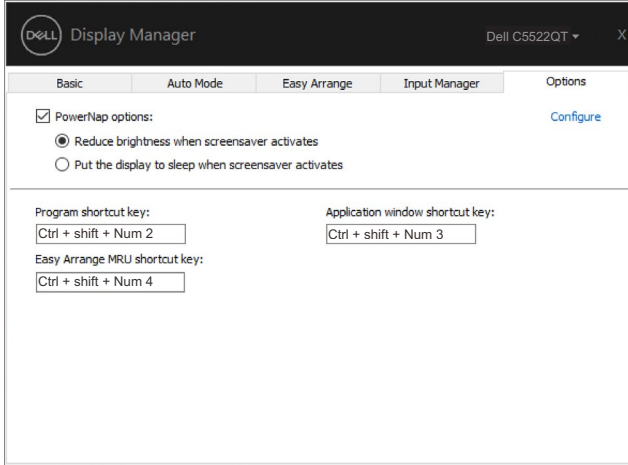 DELL Display Manager
Dell C5522QT
X
Basic
Auto Mode
Easy Arrange
Input Manager
Options
PowerNap options:
Configure
Reduce brightness when screensaver activates
Put the display to sleep when screensaver activates
Program shortcut key:
Application window shortcut key:
Ctrl + shift + Num 2
Ctrl + shift + Num 3
Easy Arrange MRU shortcut key:
Ctrl + shift + Num 4